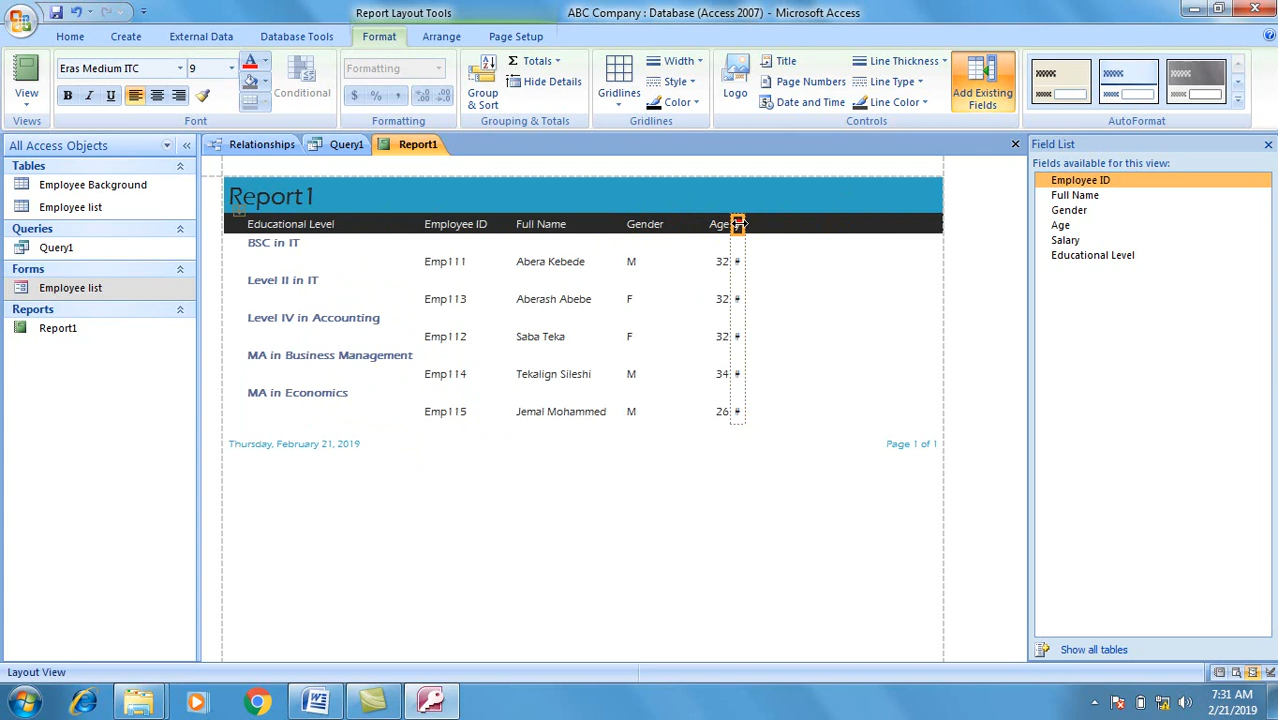 Report Layout Tools
ABC Company : Database (Access 2007) - Microsoft Access
Home Create External Data Database Tools Format Arrange Page Setup
View
Views
Eras Medium ITC 9
B I U
Conditional
Font
Formatting
$ % ,
Formatting
Group & Sort
Totals
Hide Details
Grouping & Totals
Gridlines
Width
Style
Color
Gridlines
Logo
Title
Page Numbers
Date and Time
Line Thickness
Line Type
Line Color
Controls
Add Existing Fields
AutoFormat
All Access Objects
Tables
Employee Background
Employee list
Queries
Query1
Forms
Employee list
Reports
Report1
Relationships Query1 Report1
Report1
Educational Level Employee ID Full Name Gender Age
BSC in IT
Emp111 Abera Kebede M 32 #
Level II in IT
Emp113 Aberash Abebe F 32 #
Level IV in Accounting
Emp112 Saba Teka F 32 #
MA in Business Management
Emp114 Tekalign Sileshi M 34 #
MA in Economics
Emp115 Jemal Mohammed M 26 #
Thursday, February 21, 2019 Page 1 of 1
Field List
Fields available for this view:
Employee ID
Full Name
Gender
Age
Salary
Educational Level
Show all tables
Layout View
7:31 AM
2/21/2019